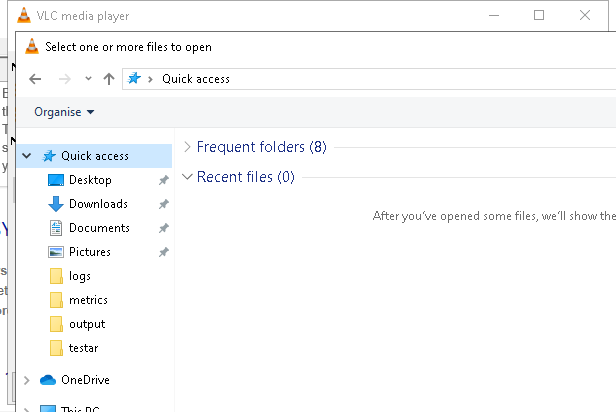 VLC media player
Select one or more files to open
Quick access
Organise
Quick access
Frequent folders (8)
Desktop
Recent files (0)
Downloads
After you've opened some files, we'll show the
Documents
Pictures
logs
metrics
output
testar
OneDrive
This PC